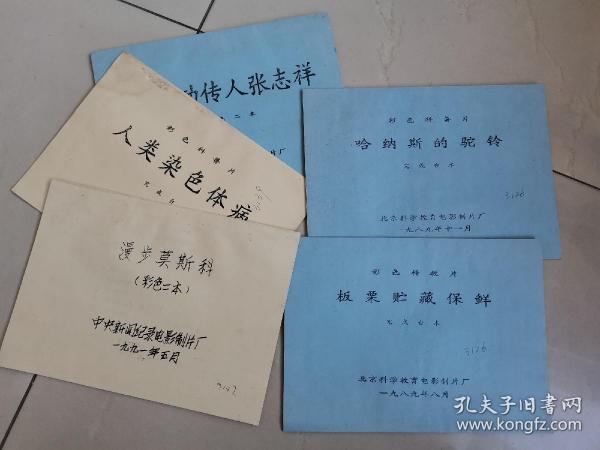 传人张志祥
二本
彩色科学片
人类染色体病
完成台
漫步莫斯科
(彩色二本)
中央新闻纪录电影制片厂
一九九一年五月
彩色科普片
哈纳斯的驼铃
完成台本
3126
北京科学教育电影制片厂
一九八九年十一月
彩色科教片
板栗贮藏保鲜
完成台本
3126
北京科学教育电影制片厂
一九八九年八月
孔夫子旧书网
www.kongfz.com